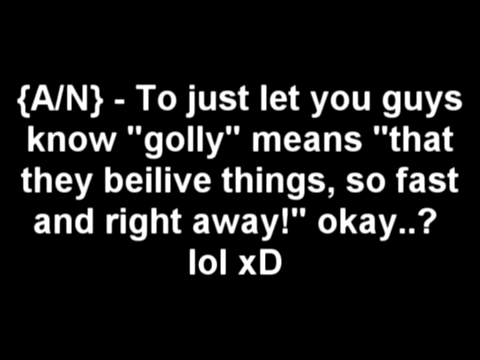 {A/N} - To just let you guys
know "golly" means "that
they beilive things, so fast
and right away!" okay..?
lol xD